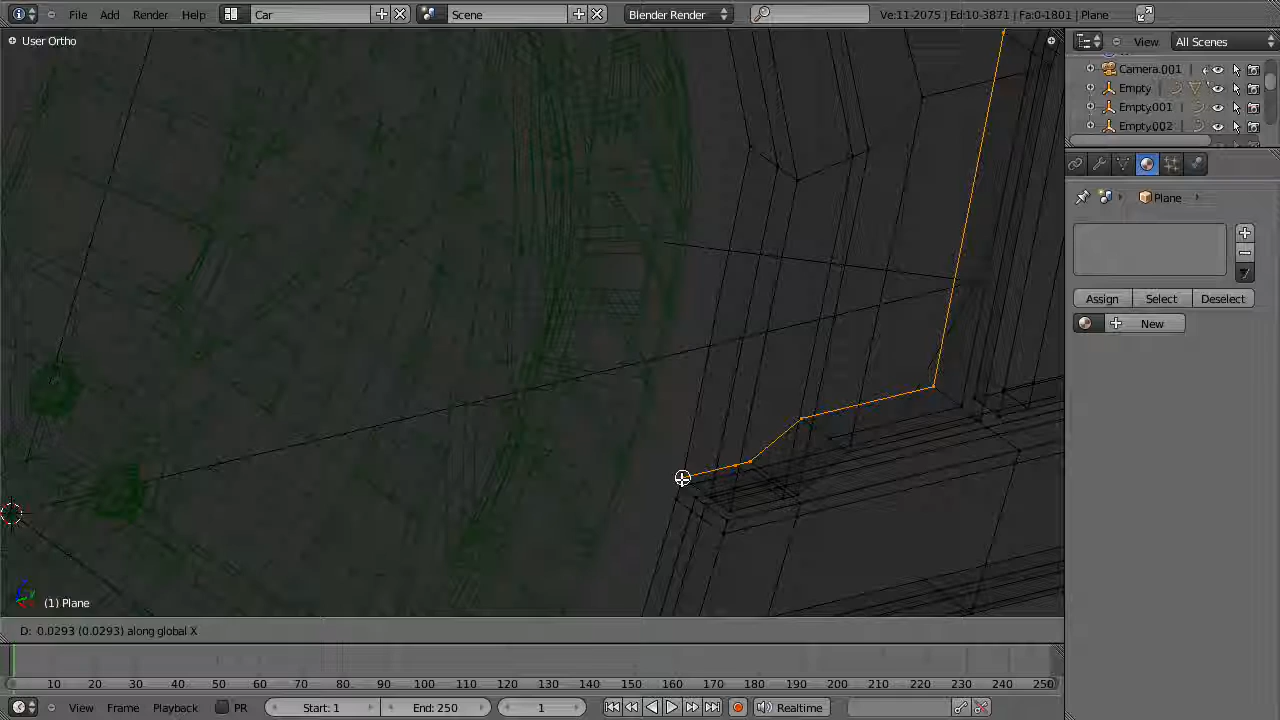 File Add Render Help Car Scene Blender Render Ve:11-2075 | Ed:10-3871 | Fa:0-1801 | Plane
User Ortho
View All Scenes
Camera.001
Empty
Empty.001
Empty.002
Plane
Assign Select Deselect
New
(1) Plane
D: 0.0293 (0.0293) along global X
10 20 30 40 50 60 70 80 90 100 110 120 130 140 150 160 170 180 190 200 210 220 230 240 250
View Frame Playback PR Start: 1 End: 250 1 Realtime